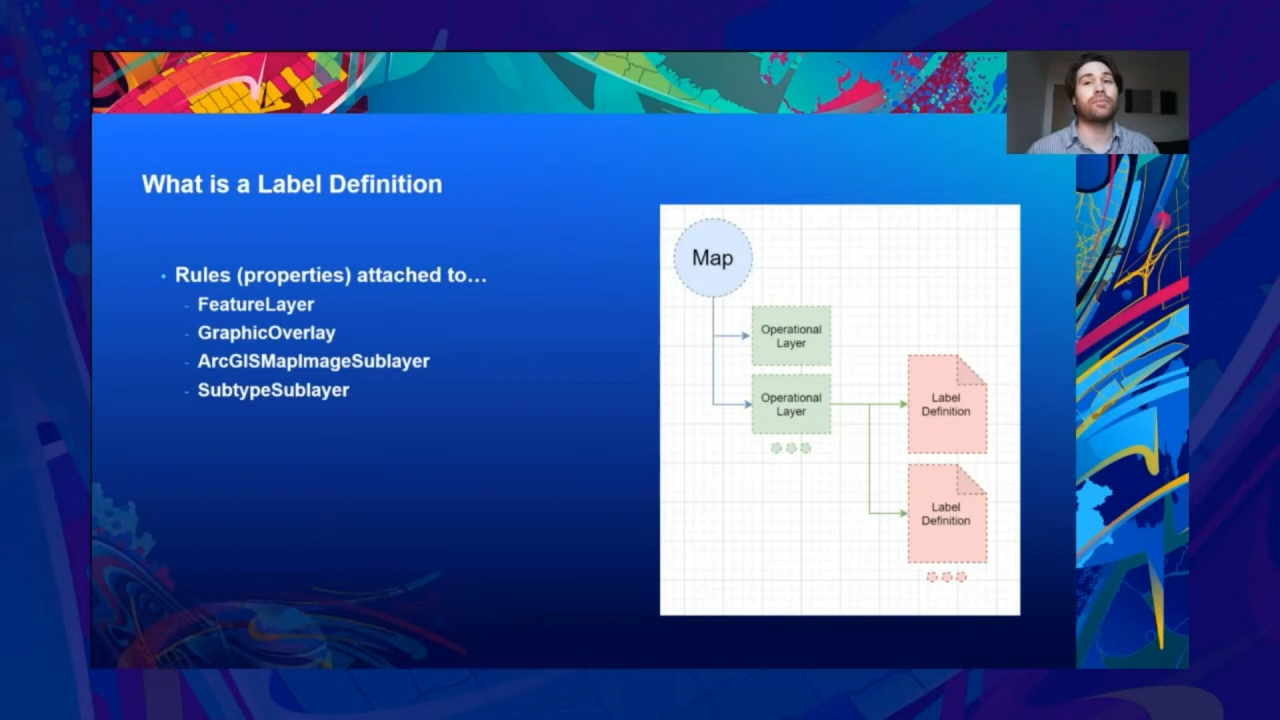 What is a Label Definition
• Rules (properties) attached to…
- FeatureLayer
- GraphicOverlay
- ArcGISMapImageSublayer
- SubtypeSublayer
Map
Operational
Layer
Operational
Layer
Label
Definition
Label
Definition